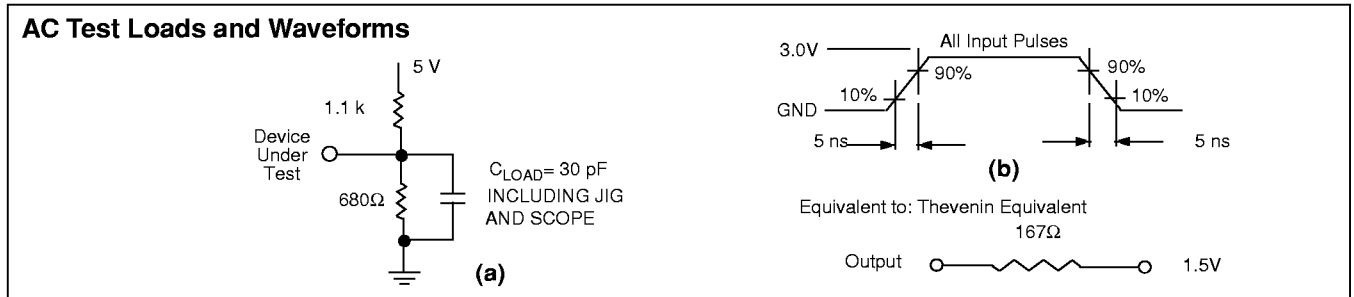 AC Test Loads and Waveforms
5 V
1.1 k
Device
Under
Test
680Ω
CLOAD= 30 pF
INCLUDING JIG
AND SCOPE
(a)
3.0V
All Input Pulses
90%
90%
10%
10%
GND
5 ns
5 ns
(b)
Equivalent to: Thevenin Equivalent
167Ω
Output
1.5V